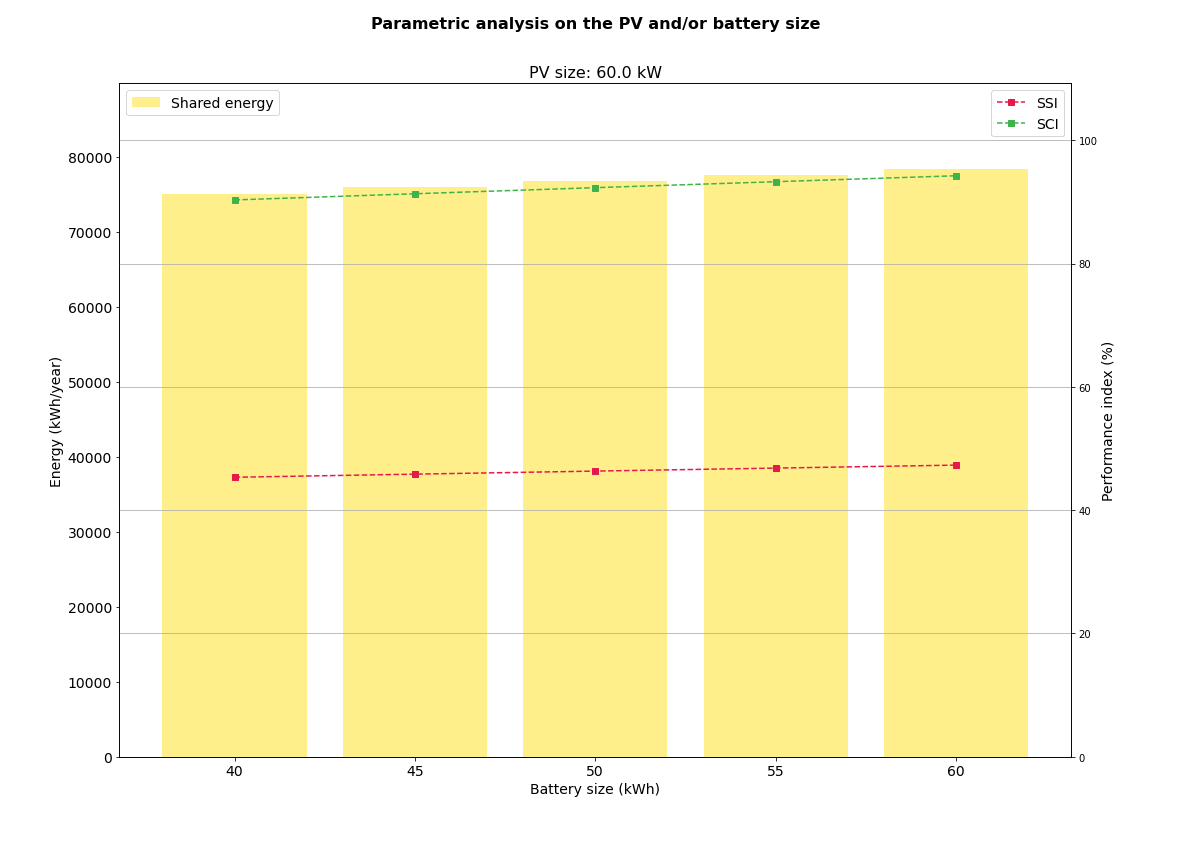 Parametric analysis on the PV and/or battery size
PV size: 60.0 kW
Shared energy
SSI
SCI
80000
70000
60000
50000
40000
30000
20000
10000
0
Energy (kWh/year)
100
80
60
40
20
0
Performance index (%)
40 45 50 55 60
Battery size (kWh)